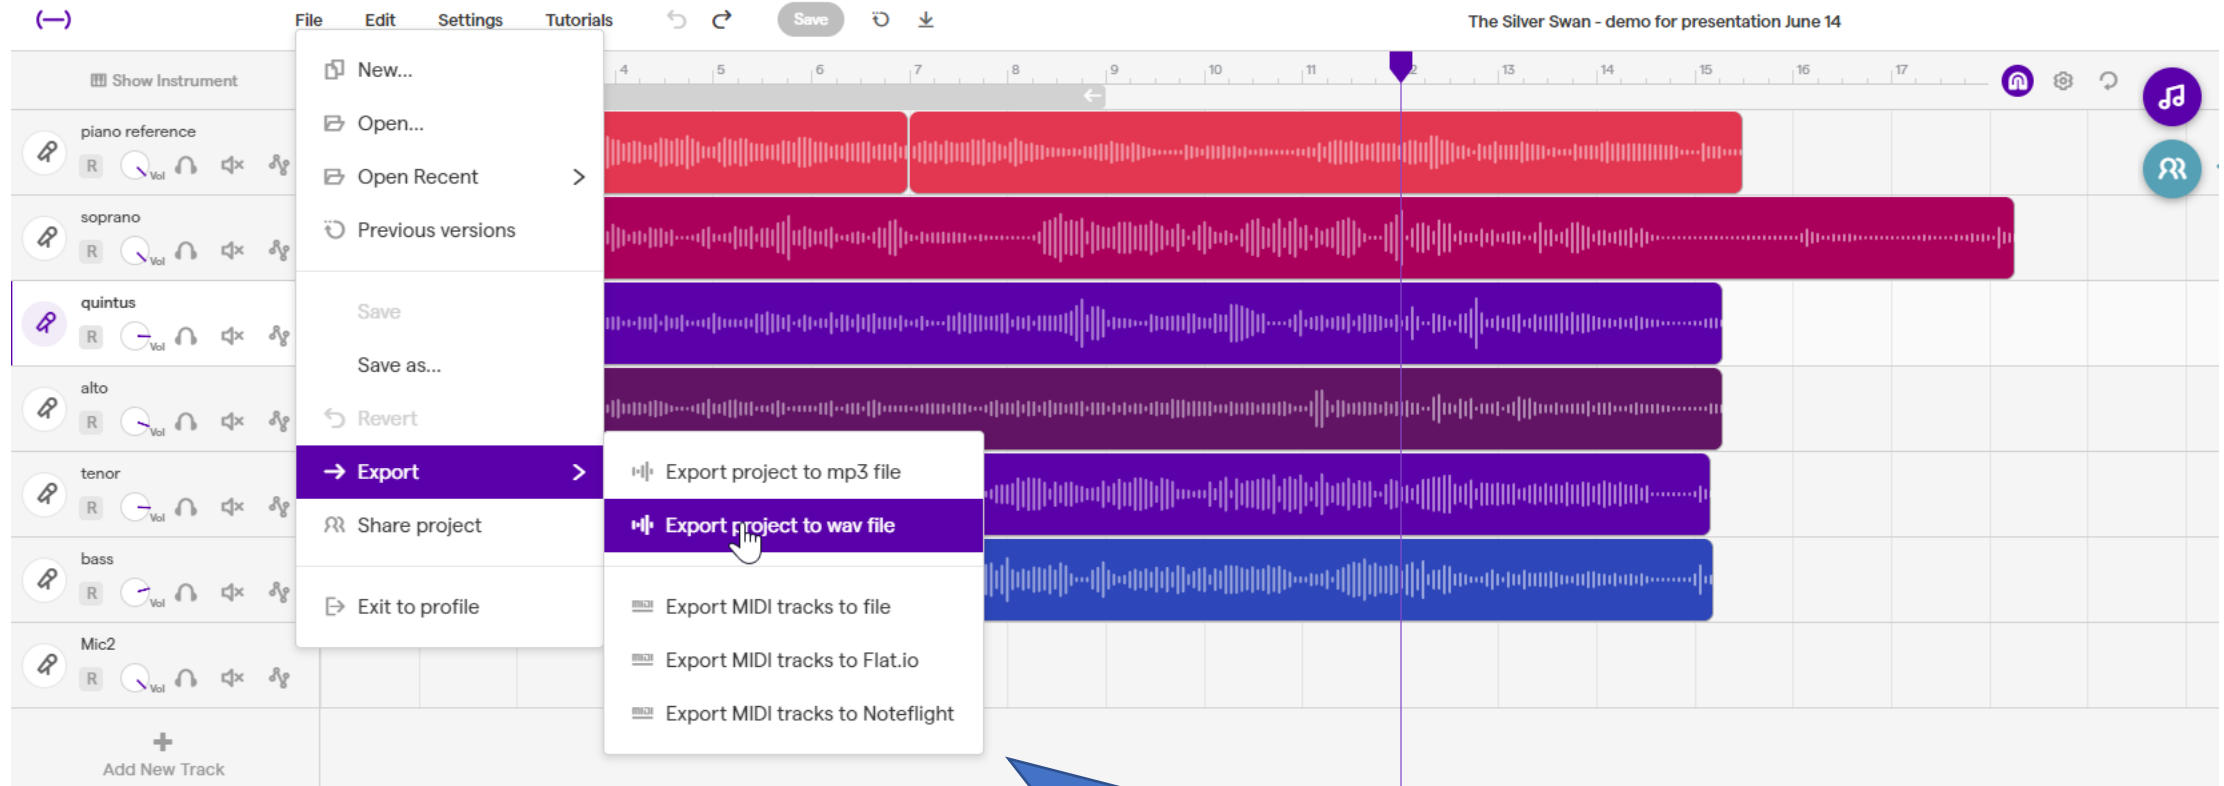 File Edit Settings Tutorials Save The Silver Swan - demo for presentation June 14
Show Instrument
4 5 6 7 8 9 10 11 2 13 14 15 16 17
New...
Open...
Open Recent
Previous versions
Save
Save as...
Revert
Export
Share project
Exit to profile
Export project to mp3 file
Export project to wav file
Export MIDI tracks to file
Export MIDI tracks to Flat.io
Export MIDI tracks to Noteflight
piano reference
R Vol
soprano
R Vol
quintus
R Vol
alto
R Vol
tenor
R Vol
bass
R Vol
Mic2
R Vol
Add New Track